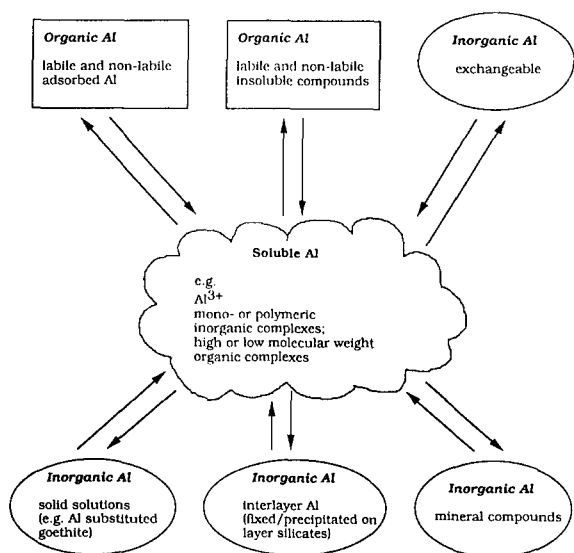 Organic Al
labile and non-labile
adsorbed Al
Organic Al
labile and non-labile
insoluble compounds
Inorganic Al
exchangeable
Soluble Al
e.g.
Al3+
mono- or polymeric
inorganic complexes;
high or low molecular weight
organic complexes
Inorganic Al
solid solutions
(e.g. Al substituted
goethite)
Inorganic Al
interlayer Al
(fixed/precipitated on
layer silicates)
Inorganic Al
mineral compounds